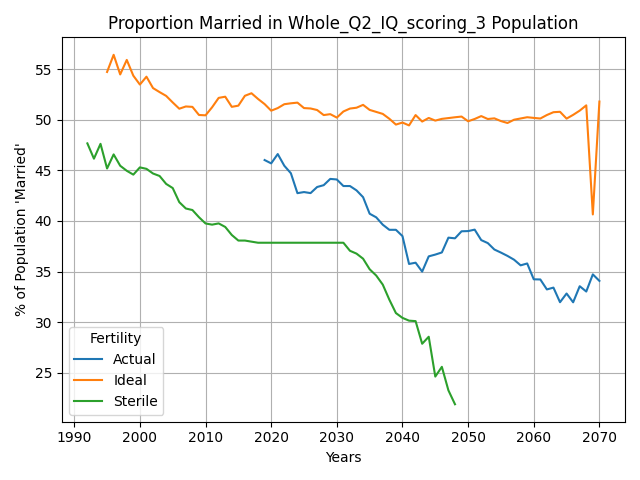 Proportion Married in Whole_Q2_IQ_scoring_3 Population
% of Population 'Married'
55
50
45
40
35
30
25
Fertility
Actual
Ideal
Sterile
1990 2000 2010 2020 2030 2040 2050 2060 2070
Years